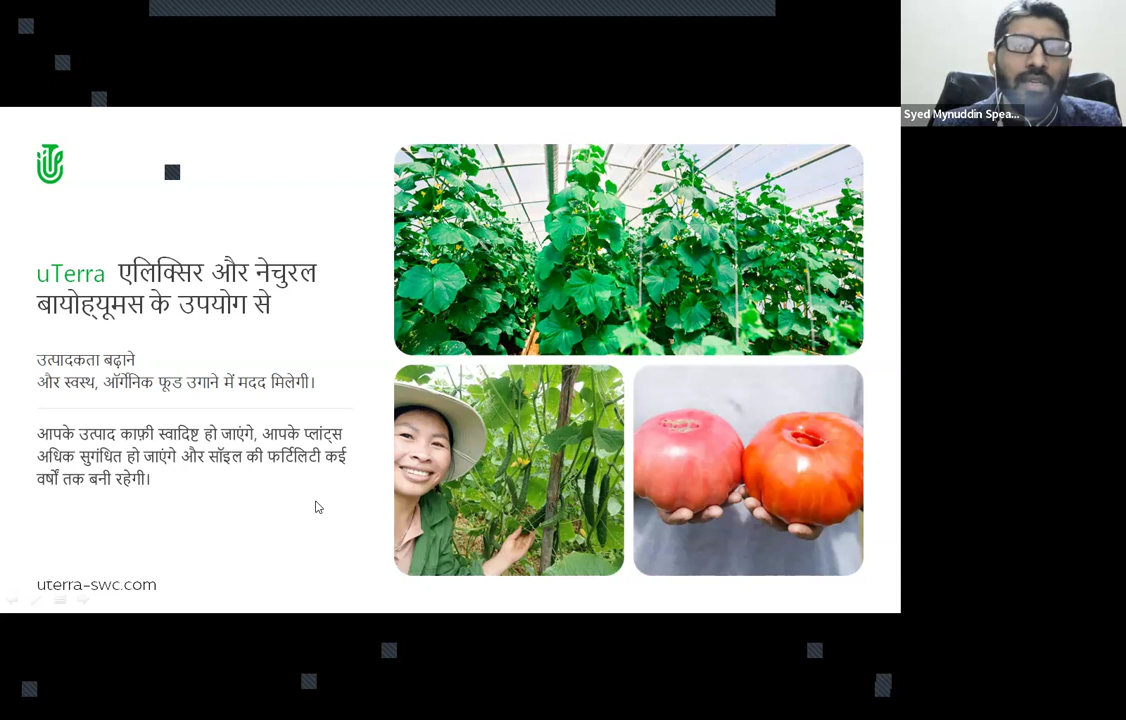 Syed Mynuddin Spea...
uTerra एलिक्सिर और नेचुरल
बायोह्यूमस के उपयोग से
उत्पादकता बढ़ाने
और स्वस्थ, ऑर्गेनिक फूड उगाने में मदद मिलेगी।
आपके उत्पाद काफ़ी स्वादिष्ट हो जाएंगे, आपके प्लांट्स
अधिक सुगंधित हो जाएंगे और सॉइल की फर्टिलिटी कई
वर्षों तक बनी रहेगी।
uterra-swc.com